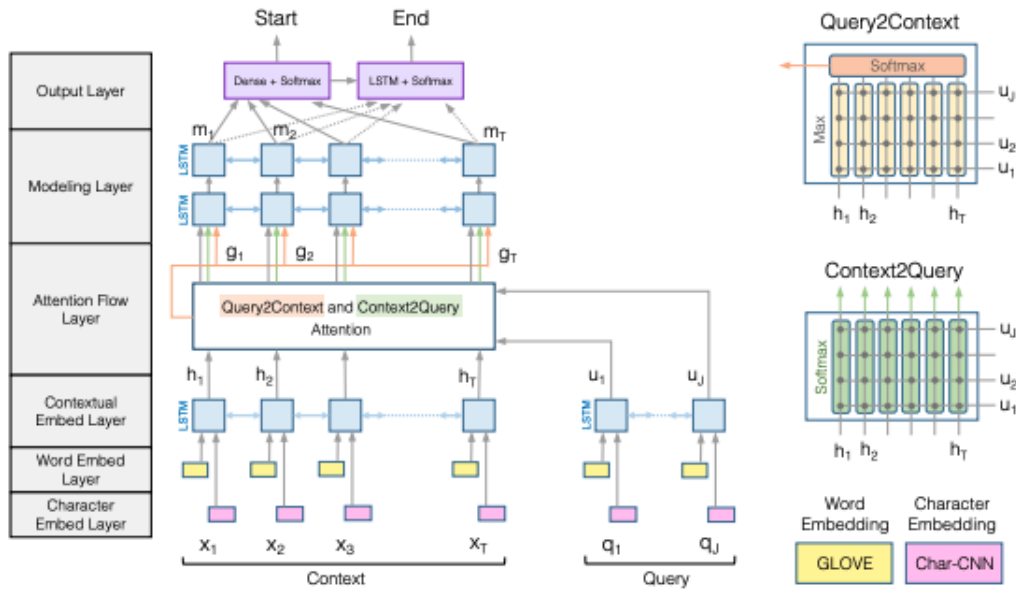 Start End
Output Layer
Dense + Softmax
LSTM + Softmax
m1 m2 mT
Modeling Layer
LSTM
LSTM
g1 g2 gT
Attention Flow
Layer
Query2Context and Context2Query
Attention
h1 h2 hT
u1 uJ
Contextual
Embed Layer
LSTM
LSTM
Word Embed
Layer
Character
Embed Layer
x1 x2 x3 xT
q1 qJ
Context
Query
Query2Context
Softmax
Max
uJ
u2
u1
h1 h2 hT
Context2Query
Softmax
uJ
u2
u1
h1 h2 hT
Word
Embedding
Character
Embedding
GLOVE
Char-CNN